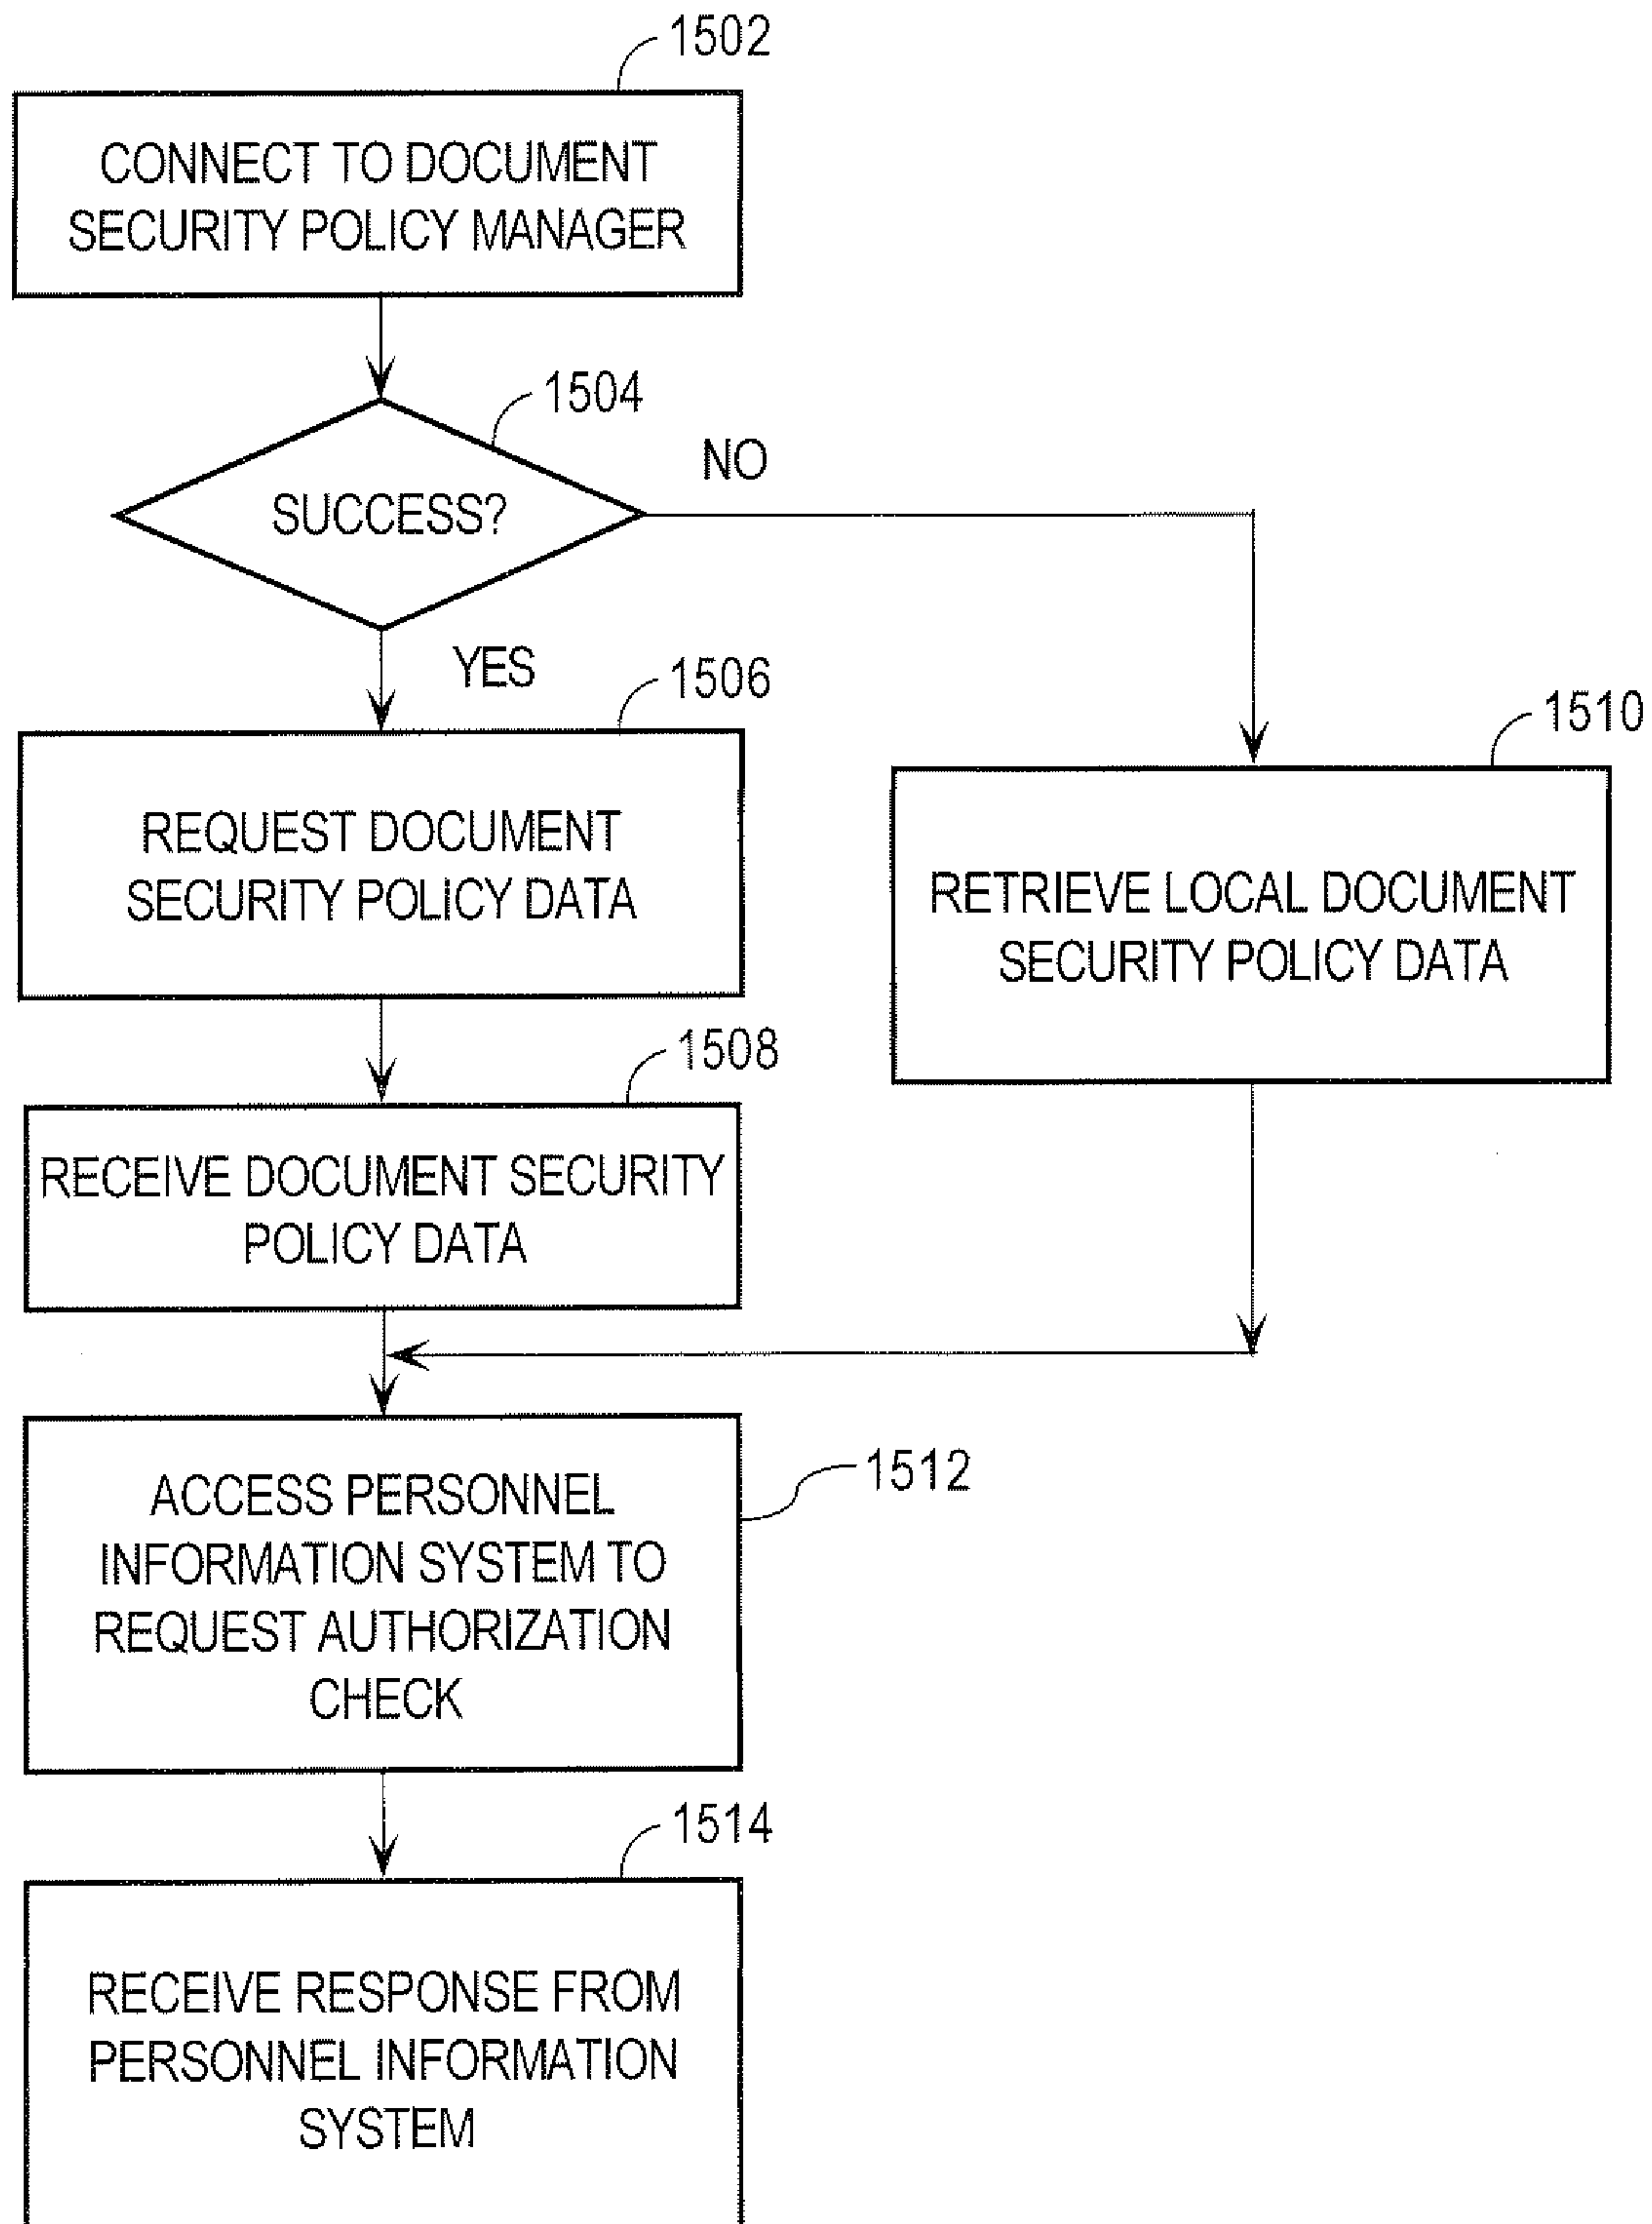 1502
CONNECT TO DOCUMENT
SECURITY POLICY MANAGER
1504
SUCCESS?
NO
YES
1506
REQUEST DOCUMENT
SECURITY POLICY DATA
1510
RETRIEVE LOCAL DOCUMENT
SECURITY POLICY DATA
1508
RECEIVE DOCUMENT SECURITY
POLICY DATA
1512
ACCESS PERSONNEL
INFORMATION SYSTEM TO
REQUEST AUTHORIZATION
CHECK
1514
RECEIVE RESPONSE FROM
PERSONNEL INFORMATION
SYSTEM